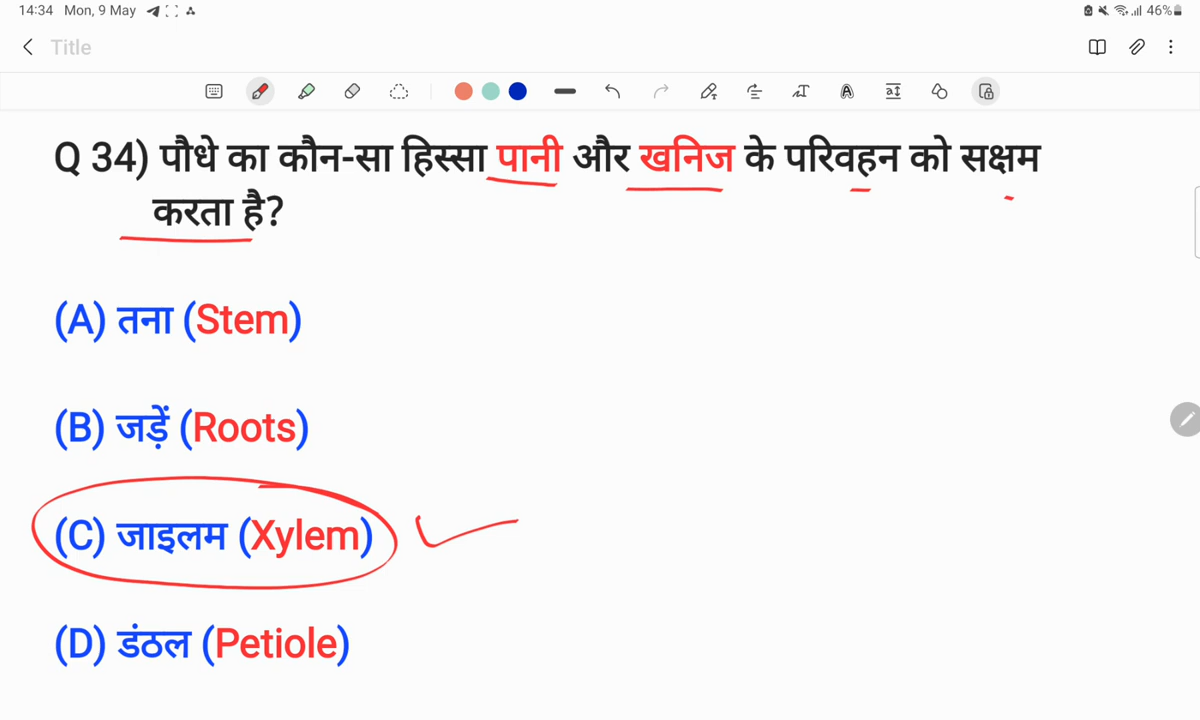 14:34 Mon, 9 May 46%
Title
Q 34) पौधे का कौन-सा हिस्सा पानी और खनिज के परिवहन को सक्षम
करता है?
(A) तना (Stem)
(B) जड़ें (Roots)
(C) जाइलम (Xylem)
(D) डंठल (Petiole)